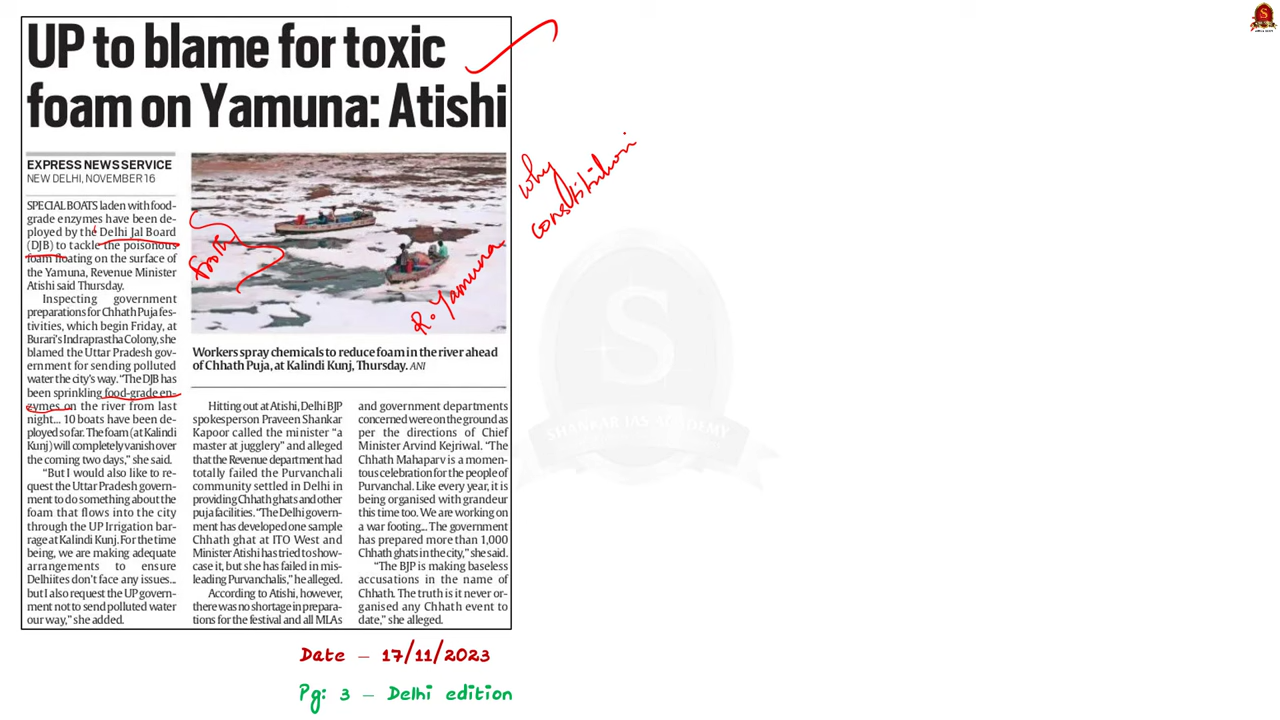 UP to blame for toxic
foam on Yamuna: Atishi
EXPRESS NEWS SERVICE
NEW DELHI, NOVEMBER 16
SPECIAL BOATS laden with food-
grade enzymes have been de-
ployed by the Delhi Jal Board
(DJB) to tackle the poisonous
foam floating on the surface of
the Yamuna, Revenue Minister
Atishi said Thursday.
Inspecting government
preparations for Chhath Puja fes-
tivities, which begin Friday, at
Burari's Indraprastha Colony, she
blamed the Uttar Pradesh gov-
ernment for sending polluted
water the city's way. "The DJB has
been sprinkling food-grade en-
zymes on the river from last
night... 10 boats have been de-
ployed so far. The foam (at Kalindi
Kunj) will completely vanish over
the coming two days," she said.
"But I would also like to re-
quest the Uttar Pradesh govern-
ment to do something about the
foam that flows into the city
through the UP Irrigation bar-
rage at Kalindi Kunj. For the time
being, we are making adequate
arrangements to ensure
Delhiites don't face any issues...
but I also request the UP govern-
ment not to send polluted water
our way," she added.
froth
R. Yamuna
why
constitution
Workers spray chemicals to reduce foam in the river ahead
of Chhath Puja, at Kalindi Kunj, Thursday. ANI
Hitting out at Atishi, Delhi BJP
spokesperson Praveen Shankar
Kapoor called the minister "a
master at jugglery" and alleged
that the Revenue department had
totally failed the Purvanchali
community settled in Delhi in
providing Chhath ghats and other
puja facilities. "The Delhi govern-
ment has developed one sample
Chhath ghat at ITO West and
Minister Atishi has tried to show-
case it, but she has failed in mis-
leading Purvanchalis," he alleged.
According to Atishi, however,
there was no shortage in prepara-
tions for the festival and all MLAs
and government departments
concerned were on the ground as
per the directions of Chief
Minister Arvind Kejriwal. "The
Chhath Mahaparv is a momen-
tous celebration for the people of
Purvanchal. Like every year, it is
being organised with grandeur
this time too. We are working on
a war footing... The government
has prepared more than 1,000
Chhath ghats in the city," she said.
"The BJP is making baseless
accusations in the name of
Chhath. The truth is it never or-
ganised any Chhath event to
date," she alleged.
S
SHANKAR IAS ACADEMY
Date - 17/11/2023
Pg: 3 - Delhi edition